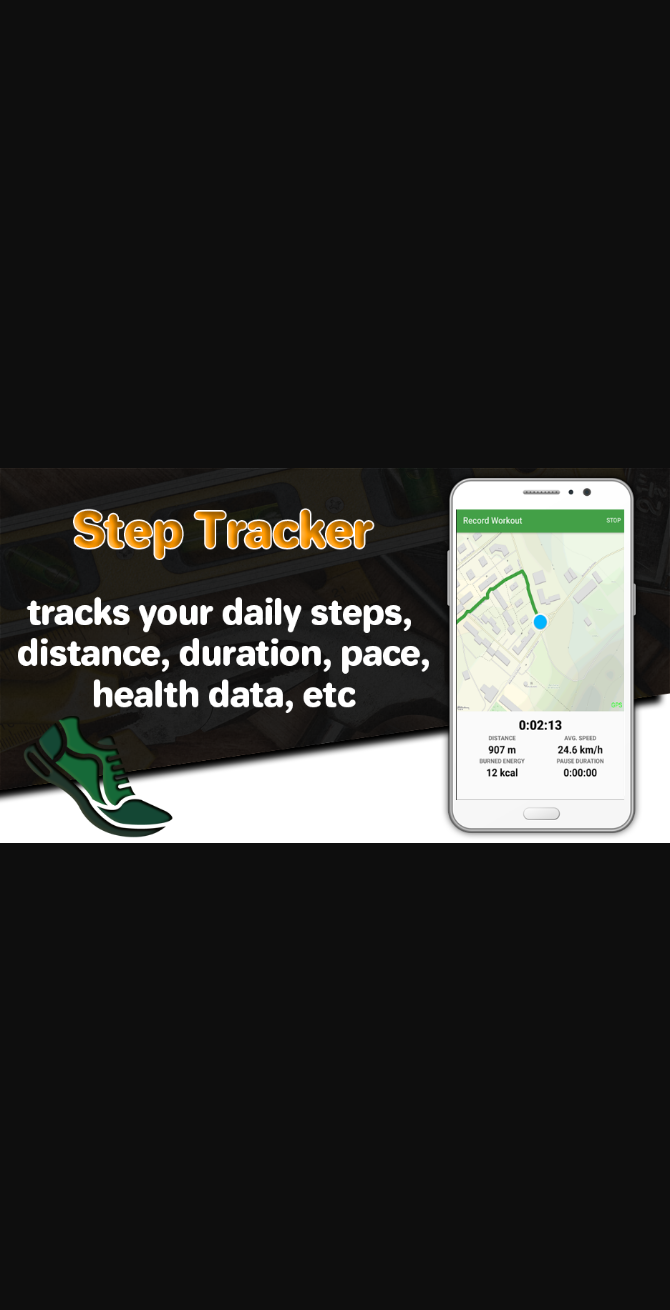 Step Tracker
tracks your daily steps,
distance, duration, pace,
health data, etc
Record Workout
STOP
GPS
0:02:13
DISTANCE
AVG. SPEED
907 m
24.6 km/h
SURNED ENERGY
PAUSE DURATION
12 kcal
0:00:00